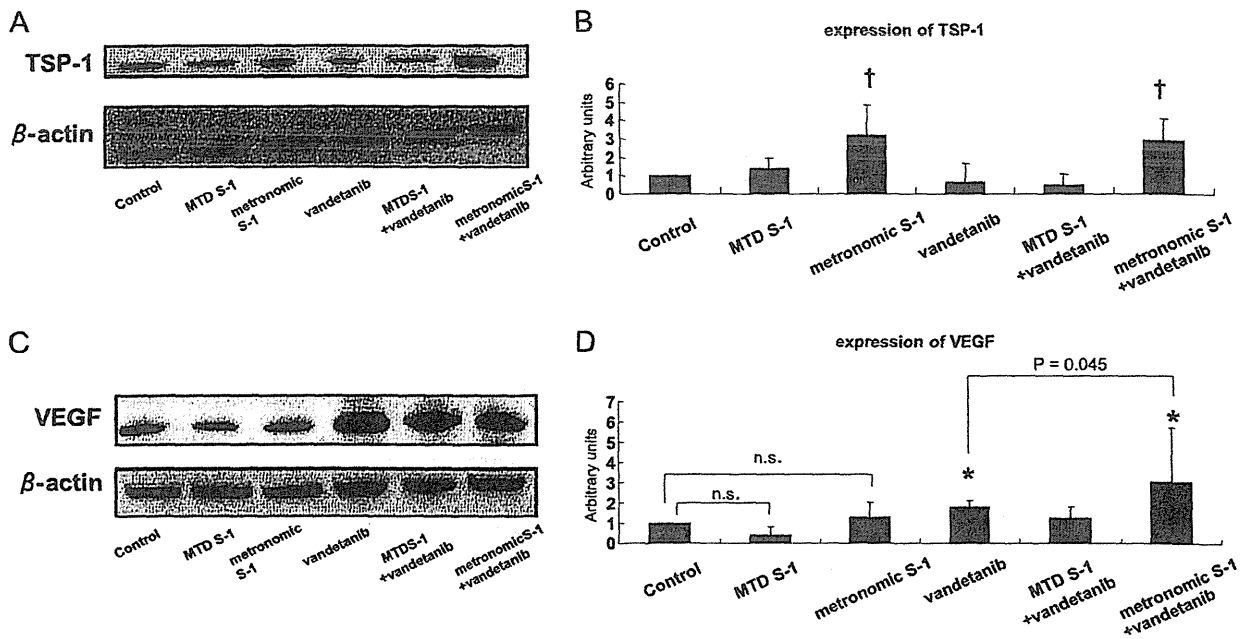 A
TSP-1
β-actin
Control
MTD S-1
metronomic
S-1
vandetanib
MTDS-1
+vandetanib
metronomicS-1
+vandetanib
B
expression of TSP-1
Arbitrary units
6
5
4
3
2
1
0
†
†
Control
MTD S-1
metronomic S-1
vandetanib
MTD S-1
+vandetanib
metronomic S-1
+vandetanib
C
VEGF
β-actin
Control
MTD S-1
metronomic
S-1
vandetanib
MTDS-1
+vandetanib
metronomicS-1
+vandetanib
D
expression of VEGF
P = 0.045
Arbitrary units
7
6
5
4
3
2
1
0
n.s.
n.s.
*
*
Control
MTD S-1
metronomic S-1
vandetanib
MTD S-1
+vandetanib
metronomic S-1
+vandetanib